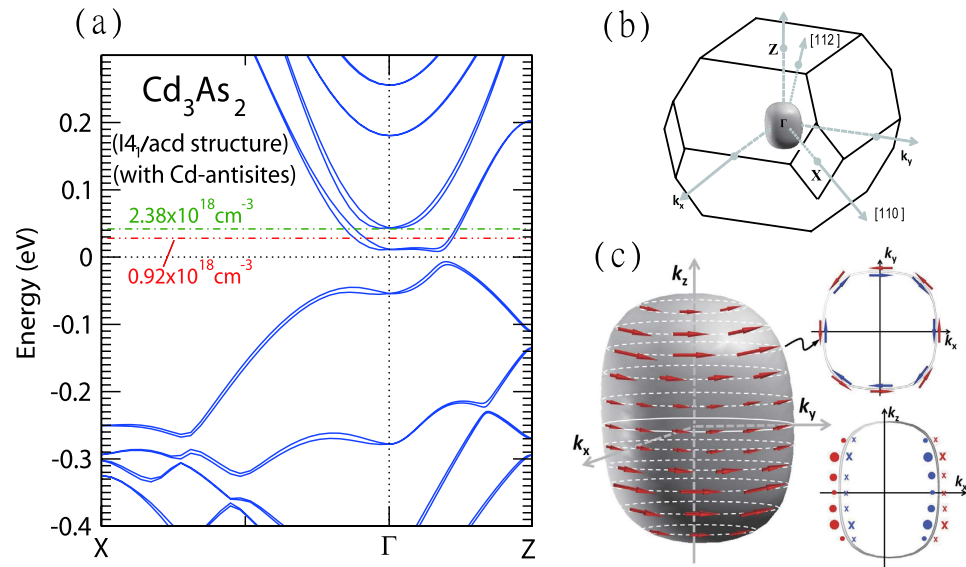 (a)
Cd3As2
(I41/acd structure)
(with Cd-antisites)
2.38x10^18cm^-3
0.92x10^18cm^-3
Energy (eV)
0.2
0.1
0
-0.1
-0.2
-0.3
-0.4
X
Γ
Z
(b)
Z
[112]
Γ
ky
X
kx
[110]
(c)
kz
ky
kx
ky
kx
kz
kx